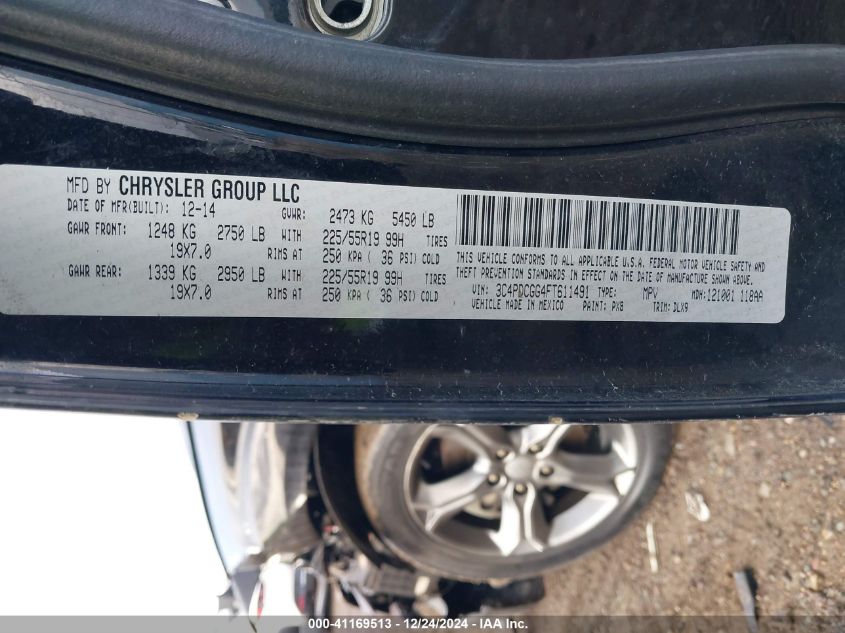 MFD BY CHRYSLER GROUP LLC
DATE OF MFR(BUILT): 12-14 GVWR: 2473 KG 5450 LB
GAWR FRONT: 1248 KG 2750 LB WITH 225/55R19 99H TIRES
19X7.0 RIMS AT 250 KPA ( 36 PSI) COLD
GAWR REAR: 1339 KG 2950 LB WITH 225/55R19 99H TIRES
19X7.0 RIMS AT 250 KPA ( 36 PSI) COLD
THIS VEHICLE CONFORMS TO ALL APPLICABLE U.S.A. FEDERAL MOTOR VEHICLE SAFETY AND
THEFT PREVENTION STANDARDS IN EFFECT ON THE DATE OF MANUFACTURE SHOWN ABOVE.
VIN: 3C4PDCGG4FT611491 TYPE: MPV MDH: 121001 118AA
VEHICLE MADE IN MEXICO PAINT: PX8 TRIM: DLX9
000-41169513 - 12/24/2024 - IAA Inc.